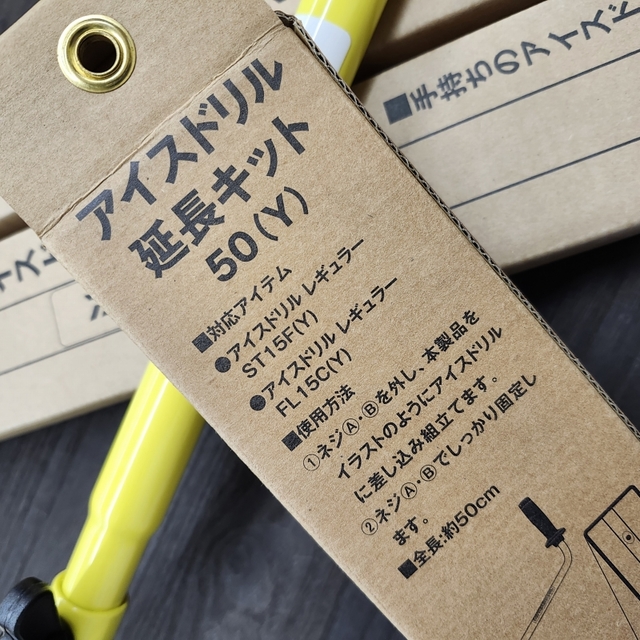 アイスドリル
延長キット
50(Y)
■対応アイテム
●アイスドリル レギュラー
ST15F(Y)
●アイスドリル レギュラー
FL15C(Y)
■使用方法
①ネジⒶ・Ⓑを外し、本製品を
イラストのようにアイスドリル
に差し込み組立てます。
②ネジⒶ・Ⓑでしっかり固定し
ます。
■全長:約50cm
■手持ちのアイスド
イスト